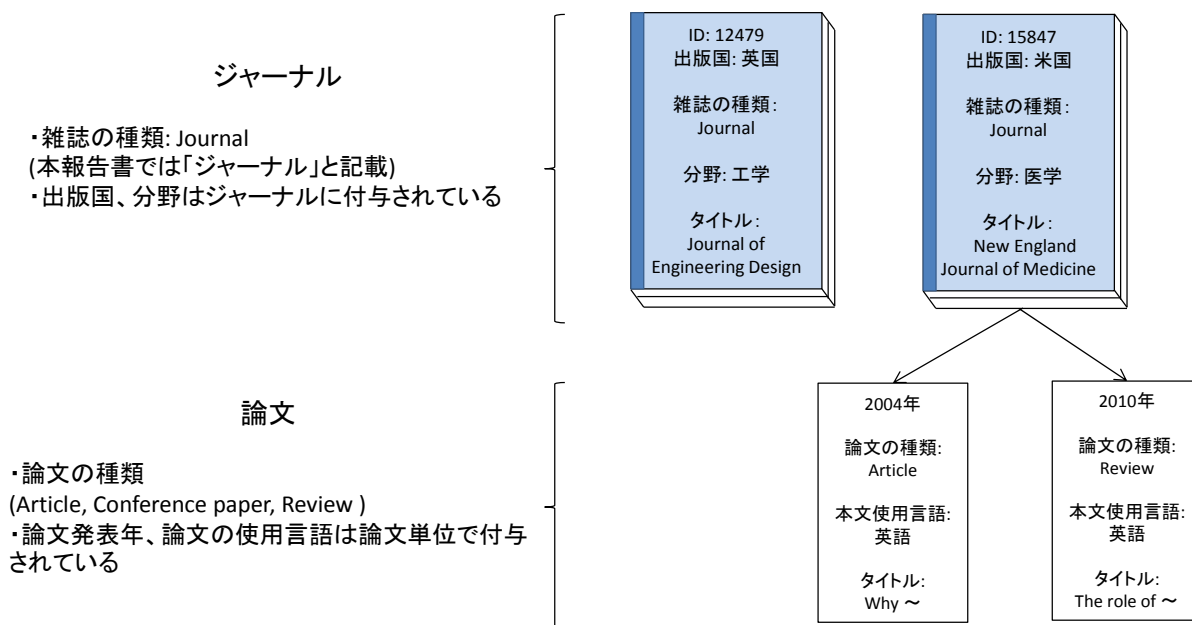 ジャーナル
・雑誌の種類: Journal
(本報告書では「ジャーナル」と記載)
・出版国、分野はジャーナルに付与されている
ID: 12479
出版国: 英国
雑誌の種類:
Journal
分野: 工学
タイトル:
Journal of
Engineering Design
ID: 15847
出版国: 米国
雑誌の種類:
Journal
分野: 医学
タイトル:
New England
Journal of Medicine
論文
・論文の種類
(Article, Conference paper, Review )
・論文発表年、論文の使用言語は論文単位で付与
されている
2004年
論文の種類:
Article
本文使用言語:
英語
タイトル:
Why ～
2010年
論文の種類:
Review
本文使用言語:
英語
タイトル:
The role of ～